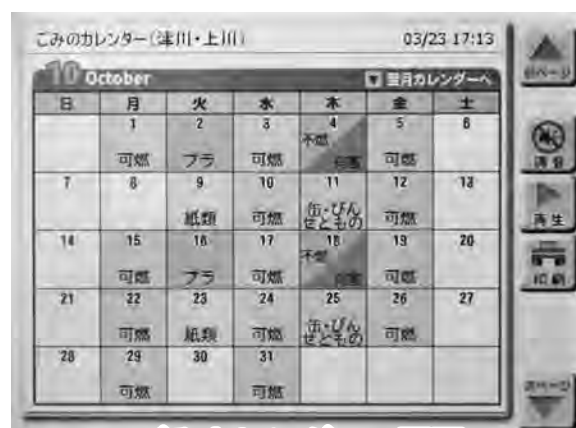 ごみのカレンダー(津川・上川) 03/23 17:13
前ページ
10 October ▼ 翌月カレンダーへ
日 月 火 水 木 金 土
1 2 3 4 5 6
可燃 プラ 可燃 不燃 有害 可燃
消音
7 8 9 10 11 12 13
紙類 可燃 缶・びん 可燃
せともの
再生
14 15 16 17 18 19 20
可燃 プラ 可燃 不燃 有害 可燃
印刷
21 22 23 24 25 26 27
可燃 紙類 可燃 缶・びん 可燃
せともの
28 29 30 31
可燃 可燃
次ページ